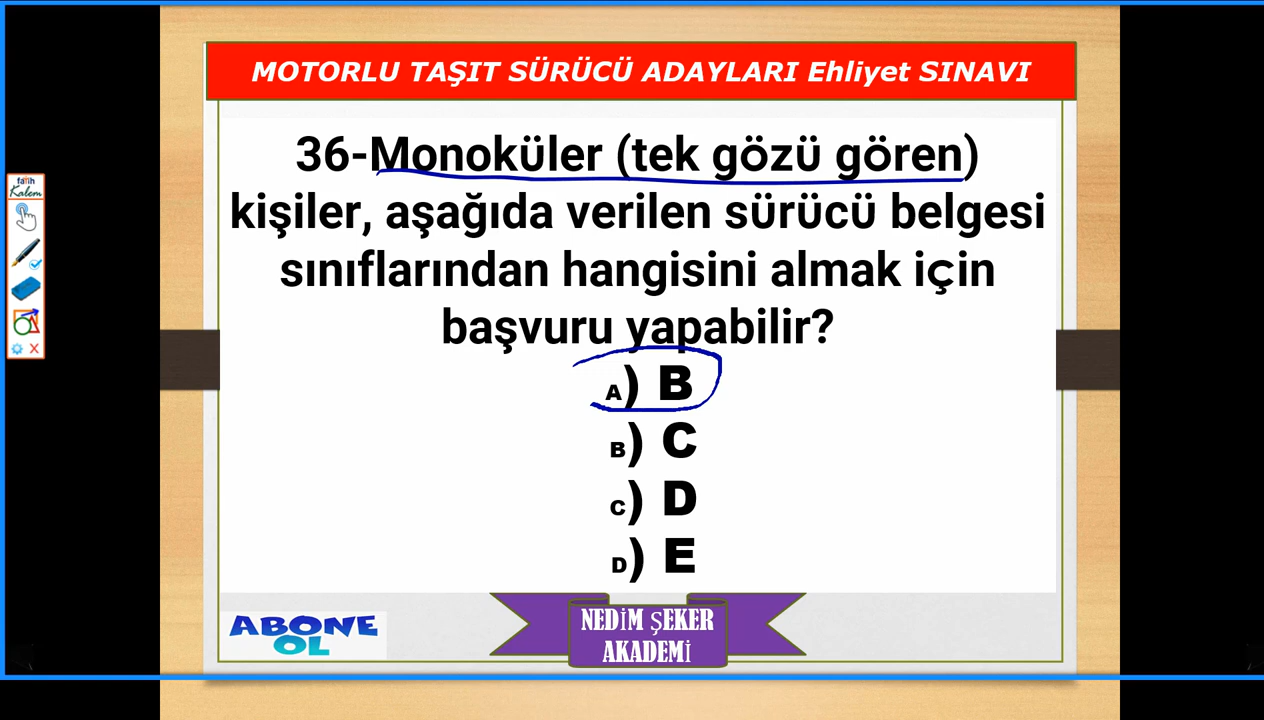 MOTORLU TAŞIT SÜRÜCÜ ADAYLARI Ehliyet SINAVI
fatih
Kalem
36-Monoküler (tek gözü gören)
kişiler, aşağıda verilen sürücü belgesi
sınıflarından hangisini almak için
başvuru yapabilir?
A) B
B) C
C) D
D) E
ABONE
OL
NEDİM ŞEKER
AKADEMİ